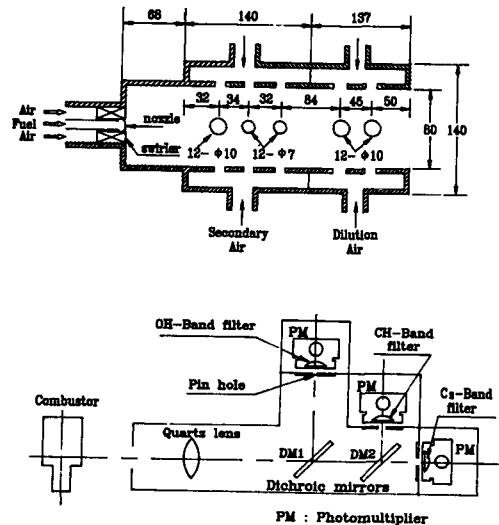 68
140
137
32
34
32
84
45
50
80
140
Air
Fuel
Air
nozzle
swirler
12-Φ10
12-Φ7
12-Φ10
Secondary
Air
Dilution
Air
OH-Band filter
PM
CH-Band
filter
Pin hole
PM
C₂-Band
filter
Combustor
Quartz lens
DM1
DM2
PM
Dichroic mirrors
PM : Photomultiplier